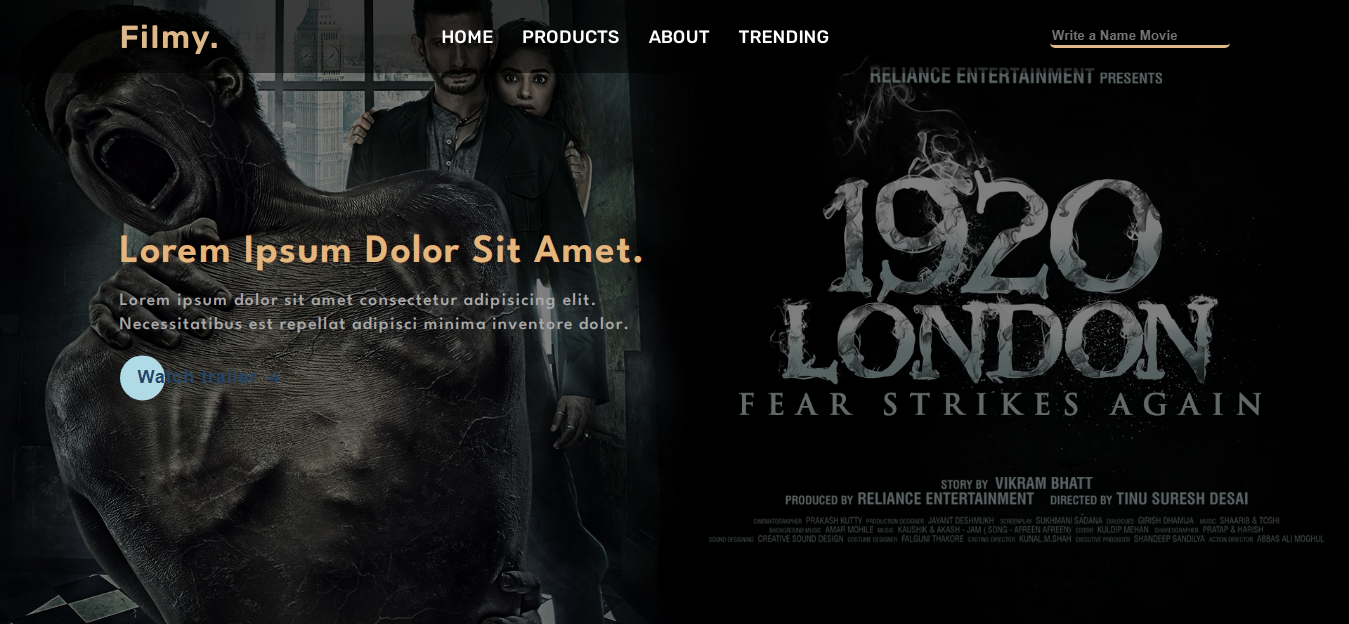 Filmy.
HOME PRODUCTS ABOUT TRENDING
Write a Name Movie
RELIANCE ENTERTAINMENT PRESENTS
1920
LONDON
FEAR STRIKES AGAIN
Lorem Ipsum Dolor Sit Amet.
Lorem ipsum dolor sit amet consectetur adipisicing elit.
Necessitatibus est repellat adipisci minima inventore dolor.
Watch trailer
STORY BY VIKRAM BHATT
PRODUCED BY RELIANCE ENTERTAINMENT DIRECTED BY TINU SURESH DESAI
CINEMATOGRAPHER PRAKASH KUTTY PRODUCTION DESIGNER JAYANT DESHMUKH SCREENPLAY SUKHMANI SADANA DIALOGUES GIRISH DHAMIJA MUSIC SHAARIB & TOSHI
BACKGROUND MUSIC AMAR MOHILE MUSIC KAUSHIK & AKASH - JAM ( SONG - AFREEN AFREEN) EDITOR KULDIP MEHAN CHOREOGRAPHER PRATAP & HARISH
SOUND DESIGNING CREATIVE SOUND DESIGN COSTUME DESIGNER FALGUNI THAKORE CASTING DIRECTOR KUNAL.M.SHAH EXECUTIVE PRODUCER SHANDEEP SANDILYA ACTION DIRECTOR ABBAS ALI MOGHUL